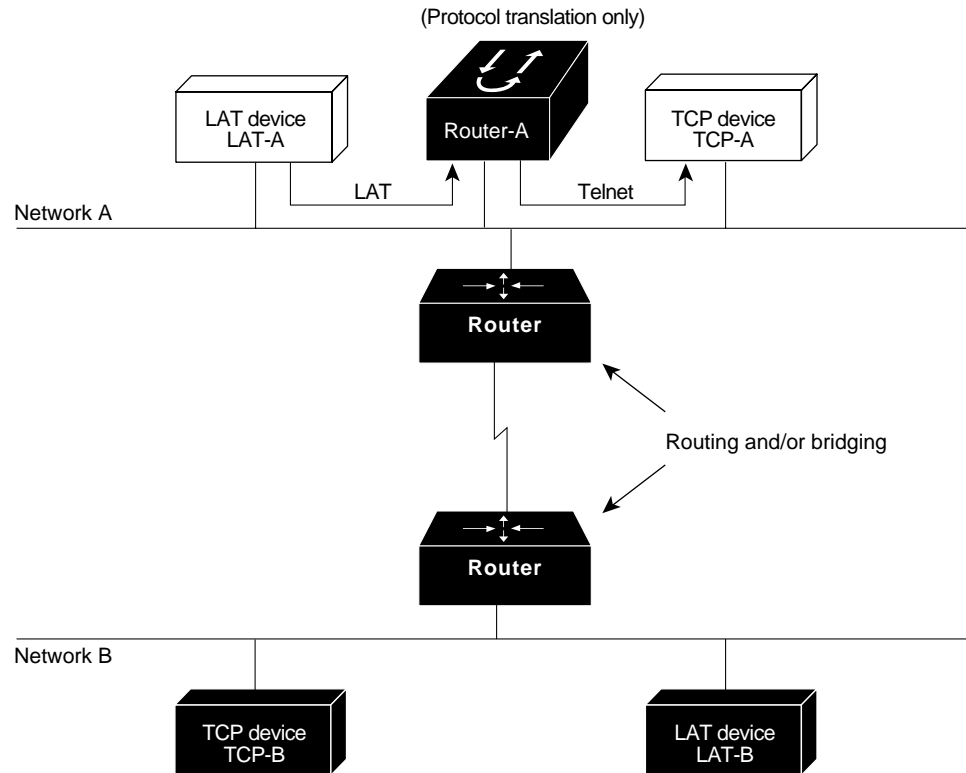 (Protocol translation only)
LAT device
LAT-A
Router-A
TCP device
TCP-A
LAT
Telnet
Network A
Router
Routing and/or bridging
Router
Network B
TCP device
TCP-B
LAT device
LAT-B